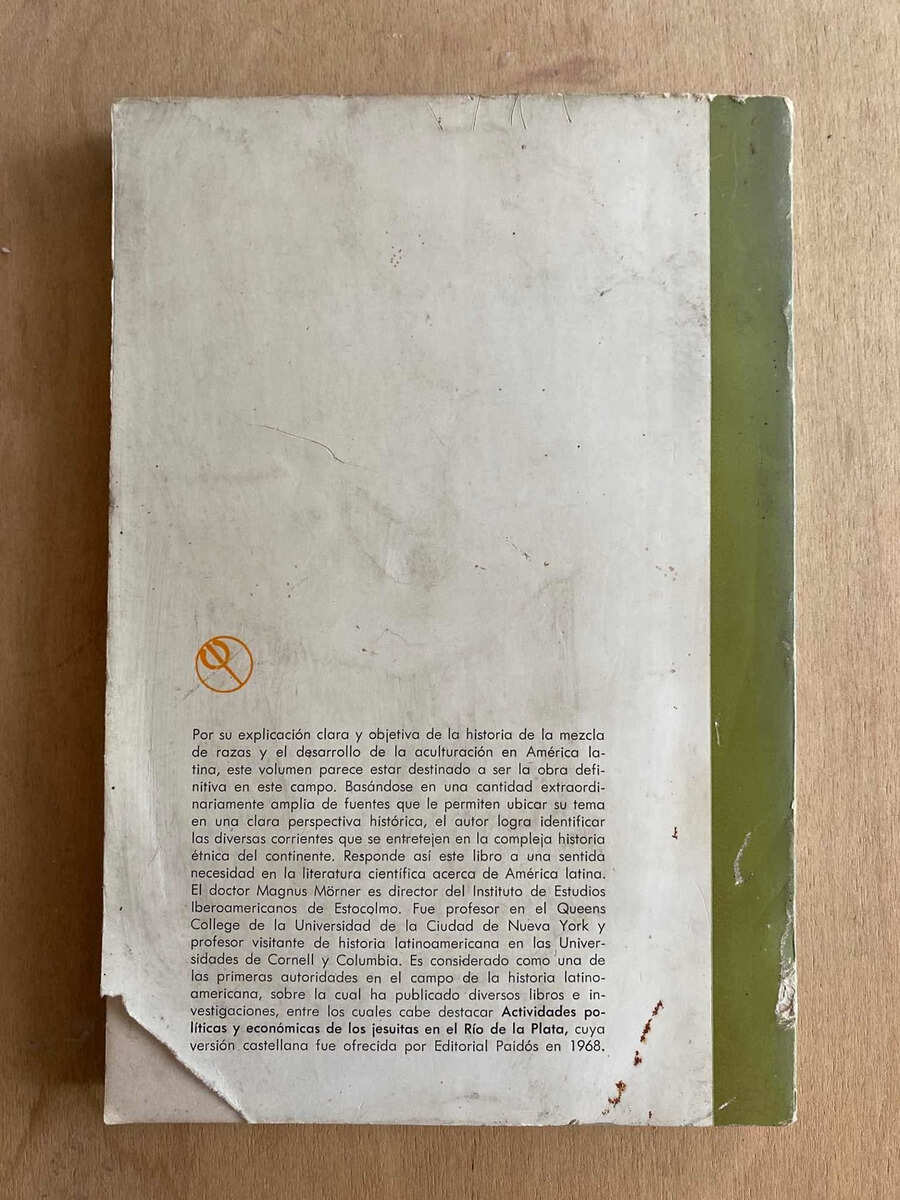 Por su explicación clara y objetiva de la historia de la mezcla
de razas y el desarrollo de la aculturación en América la-
tina, este volumen parece estar destinado a ser la obra defi-
nitiva en este campo. Basándose en una cantidad extraordi-
nariamente amplia de fuentes que le permiten ubicar su tema
en una clara perspectiva histórica, el autor logra identificar
las diversas corrientes que se entretejen en la compleja historia
étnica del continente. Responde así este libro a una sentida
necesidad en la literatura científica acerca de América latina.
El doctor Magnus Mörner es director del Instituto de Estudios
Iberoamericanos de Estocolmo. Fue profesor en el Queens
College de la Universidad de la Ciudad de Nueva York y
profesor visitante de historia latinoamericana en las Univer-
sidades de Cornell y Columbia. Es considerado como una de
las primeras autoridades en el campo de la historia latino-
americana, sobre la cual ha publicado diversos libros e in-
vestigaciones, entre los cuales cabe destacar Actividades po-
líticas y económicas de los jesuitas en el Río de la Plata, cuya
versión castellana fue ofrecida por Editorial Paidós en 1968.